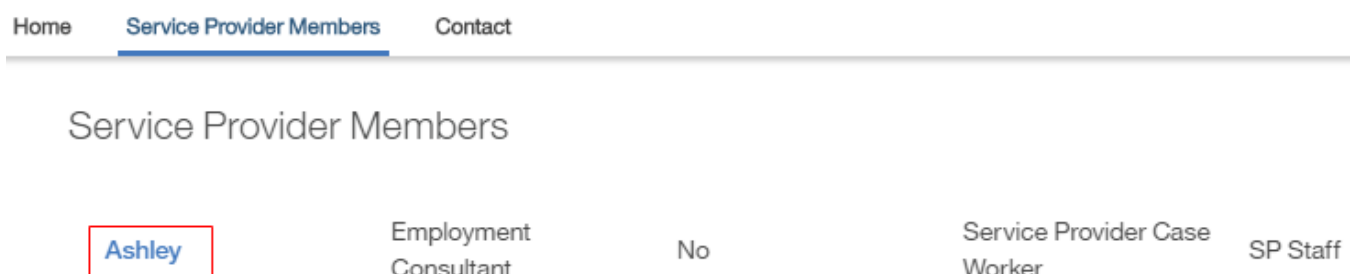 Home Service Provider Members Contact
Service Provider Members
Ashley Employment Consultant No Service Provider Case Worker SP Staff